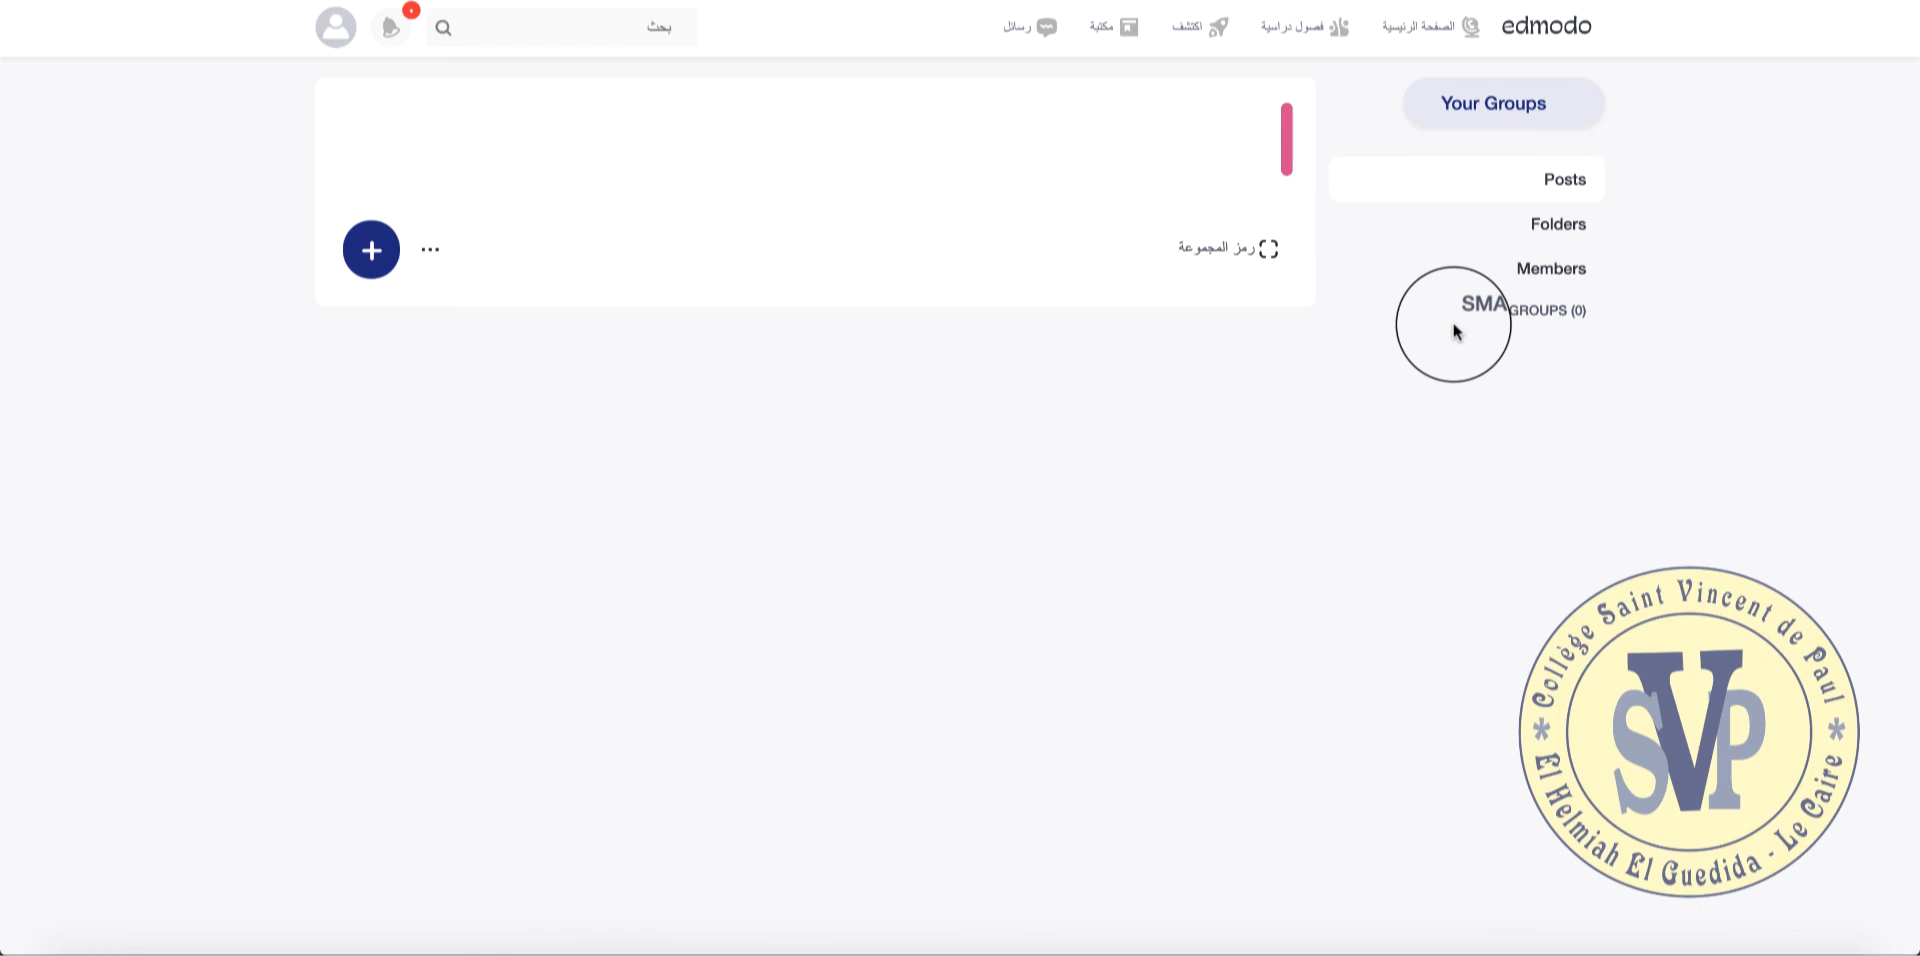 edmodo
الصفحة الرئيسية
فصول دراسية
اكتشف
مكتبة
رسائل
بحث
Your Groups
Posts
Folders
Members
SMA GROUPS (0)
رمز المجموعة
Collège Saint Vincent de Paul
SVP
* El Helmiah El Guedida - Le Caire *